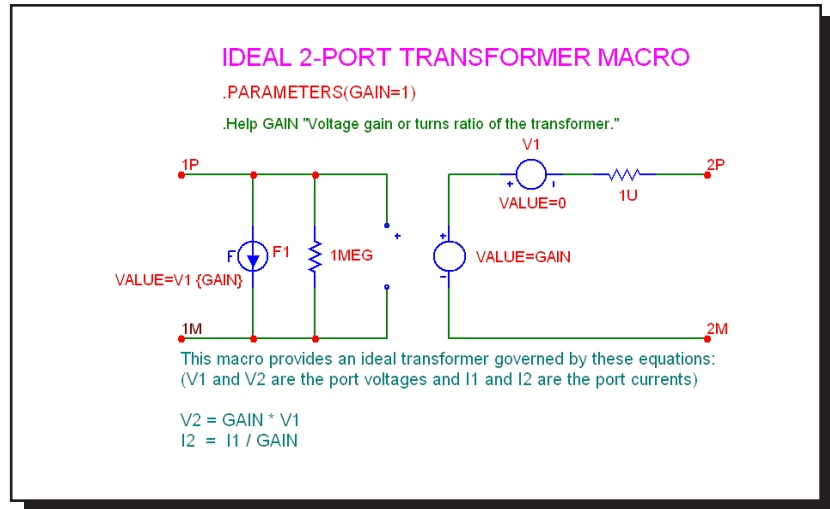 IDEAL 2-PORT TRANSFORMER MACRO
.PARAMETERS(GAIN=1)
.Help GAIN "Voltage gain or turns ratio of the transformer."
V1
1P
2P
+
-
VALUE=0
1U
F
F1
1MEG
+
+
-
VALUE=GAIN
VALUE=V1 {GAIN}
1M
2M
This macro provides an ideal transformer governed by these equations:
(V1 and V2 are the port voltages and I1 and I2 are the port currents)
V2 = GAIN * V1
I2 = I1 / GAIN